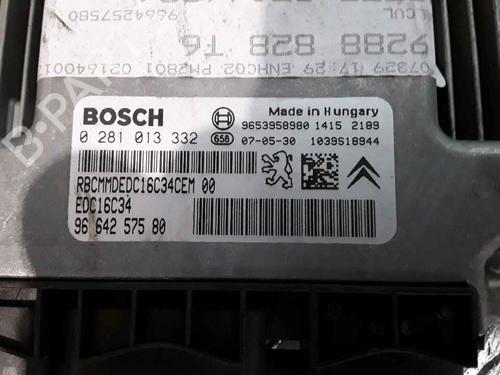 9664257580
9288 828 T6
07329 17:29 ENHC02 PM2801 02164001
BOSCH
Made in Hungary
9653958980 1415 2189
0 281 013 332 658 07-05-30 1039S18944
RBCMMDEDC16C34CEM 00
EDC16C34
96 642 575 80